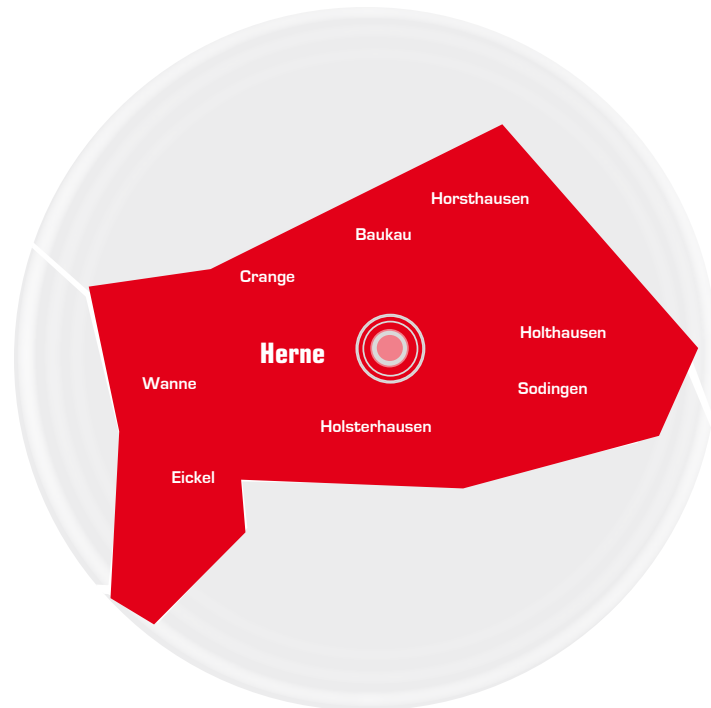 Horsthausen
Baukau
Crange
Holthausen
Herne
Wanne
Sodingen
Holsterhausen
Eickel